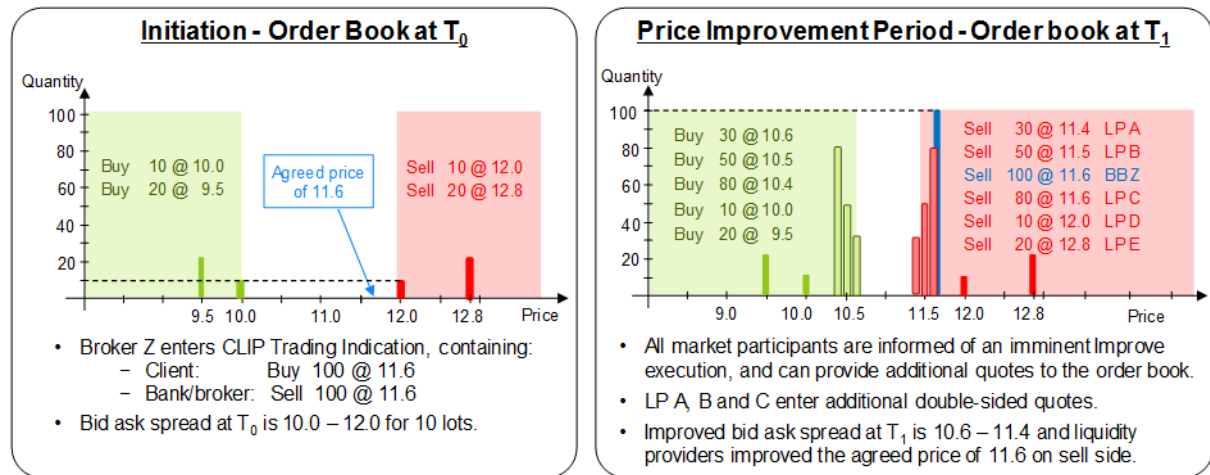 Initiation - Order Book at T0
Quantity
100
80
60
40
20
Buy 10 @ 10.0
Buy 20 @ 9.5
Agreed price
of 11.6
Sell 10 @ 12.0
Sell 20 @ 12.8
9.5 10.0 11.0 12.0 12.8 Price
• Broker Z enters CLIP Trading Indication, containing:
− Client: Buy 100 @ 11.6
− Bank/broker: Sell 100 @ 11.6
• Bid ask spread at T0 is 10.0 – 12.0 for 10 lots.
Price Improvement Period - Order book at T1
Quantity
100
80
60
40
20
Buy 30 @ 10.6
Buy 50 @ 10.5
Buy 80 @ 10.4
Buy 10 @ 10.0
Buy 20 @ 9.5
Sell 30 @ 11.4 LPA
Sell 50 @ 11.5 LPB
Sell 100 @ 11.6 BBZ
Sell 80 @ 11.6 LPC
Sell 10 @ 12.0 LPD
Sell 20 @ 12.8 LPE
9.0 10.0 10.5 11.5 12.0 12.8 Price
• All market participants are informed of an imminent Improve
execution, and can provide additional quotes to the order book.
• LP A, B and C enter additional double-sided quotes.
• Improved bid ask spread at T1 is 10.6 – 11.4 and liquidity
providers improved the agreed price of 11.6 on sell side.